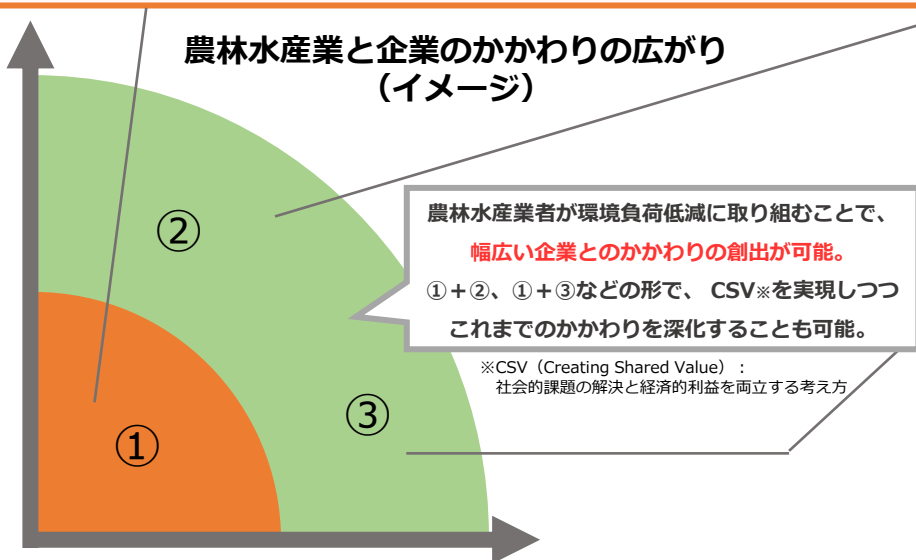 農林水産業と企業のかかわりの広がり
（イメージ）
②
農林水産業者が環境負荷低減に取り組むことで、
幅広い企業とのかかわりの創出が可能。
①＋②、①＋③などの形で、 CSV※を実現しつつ
これまでのかかわりを深化することも可能。
※CSV（Creating Shared Value）：
社会的課題の解決と経済的利益を両立する考え方
③
①